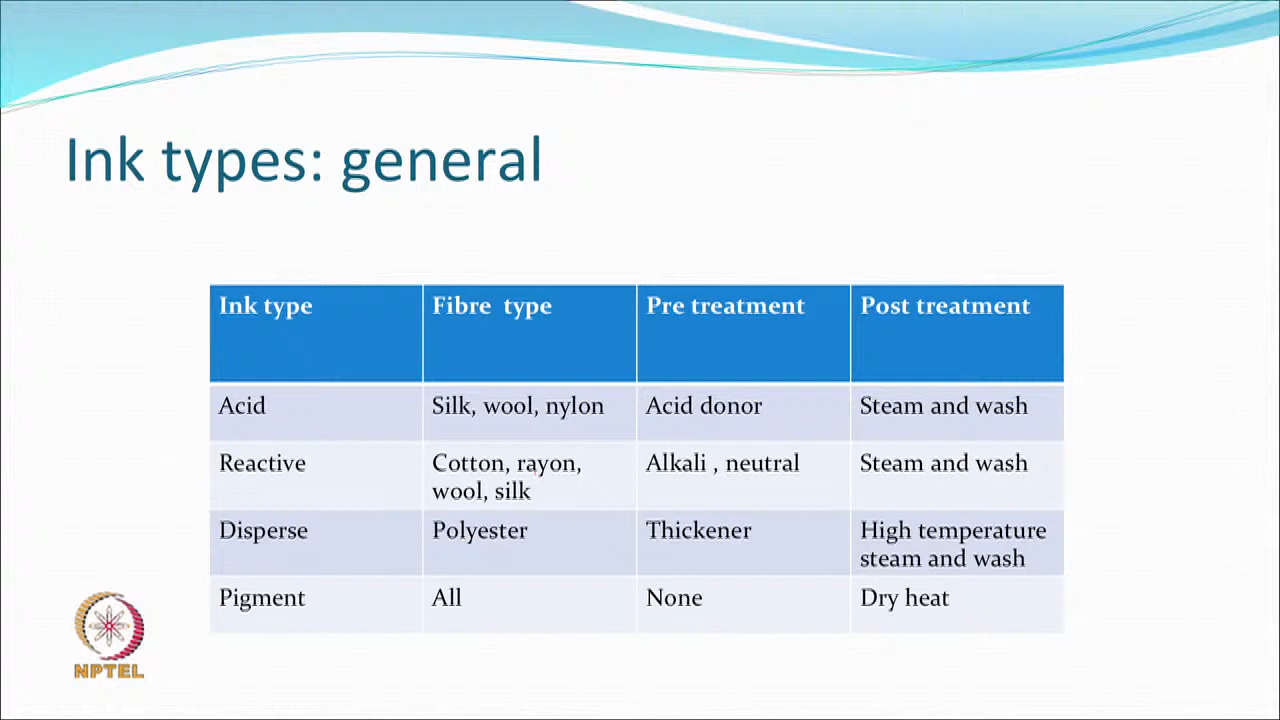 Ink types: general
Ink type Fibre type Pre treatment Post treatment
Acid Silk, wool, nylon Acid donor Steam and wash
Reactive Cotton, rayon, wool, silk Alkali , neutral Steam and wash
Disperse Polyester Thickener High temperature steam and wash
Pigment All None Dry heat
NPTEL